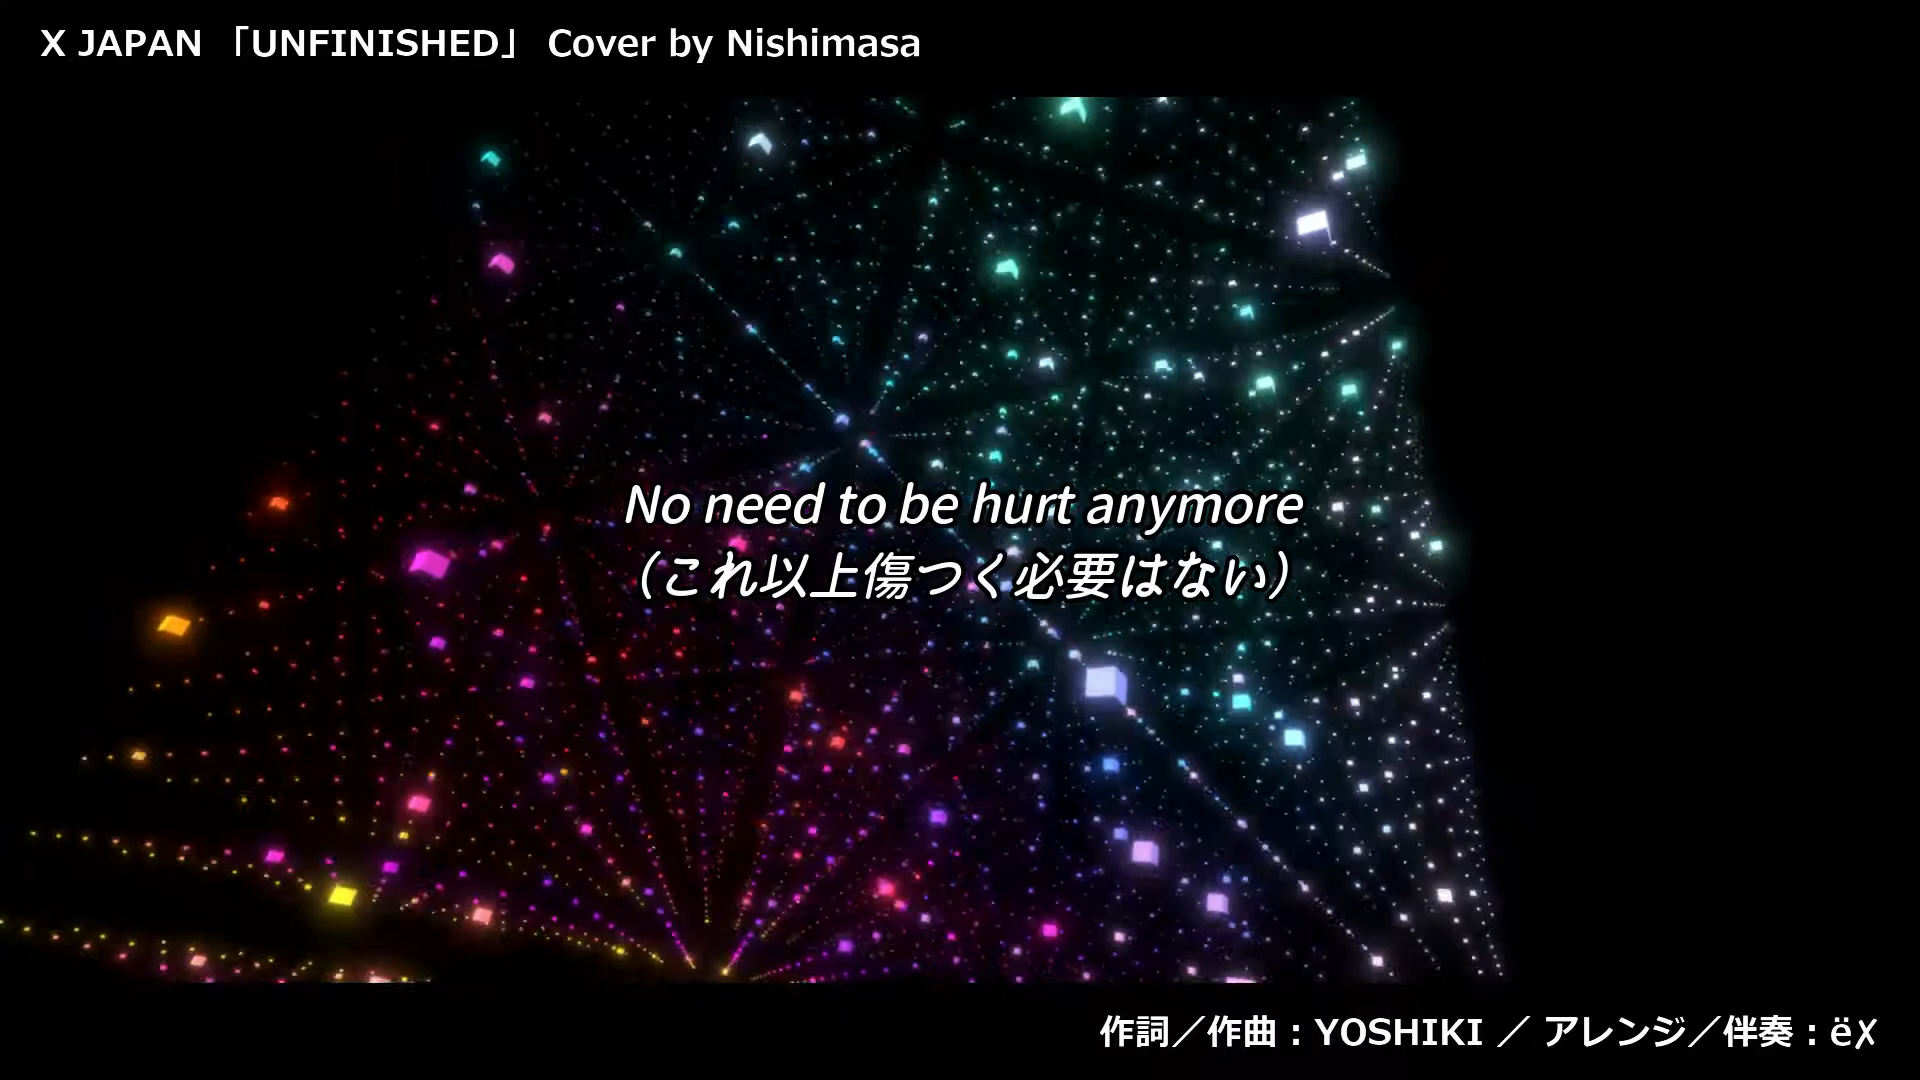 X JAPAN 「UNFINISHED」 Cover by Nishimasa
No need to be hurt anymore
（これ以上傷つく必要はない）
作詞／作曲：YOSHIKI ／ アレンジ／伴奏：ёχ